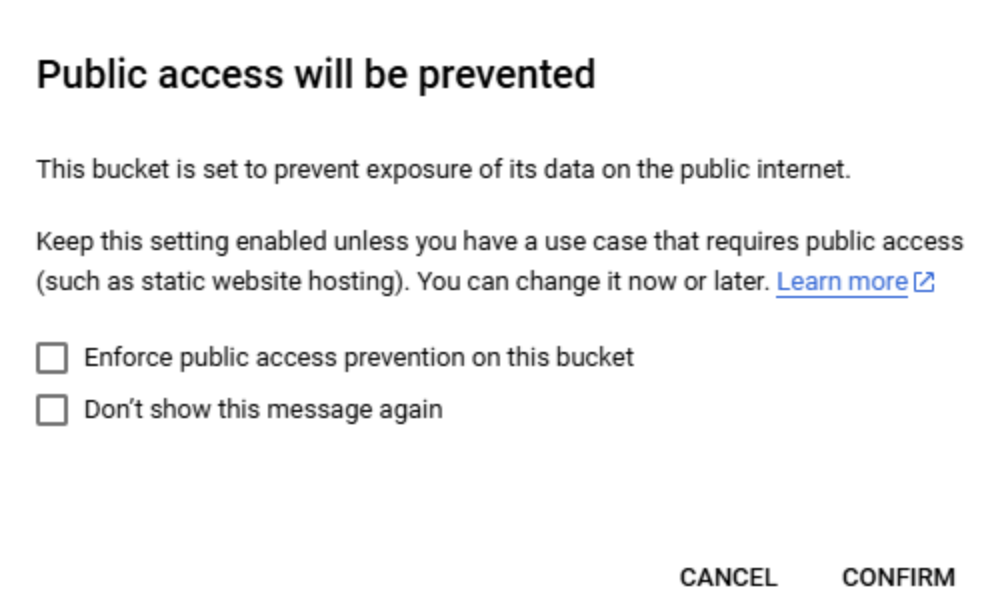 Public access will be prevented
This bucket is set to prevent exposure of its data on the public internet.
Keep this setting enabled unless you have a use case that requires public access
(such as static website hosting). You can change it now or later. Learn more
Enforce public access prevention on this bucket
Don’t show this message again
CANCEL CONFIRM